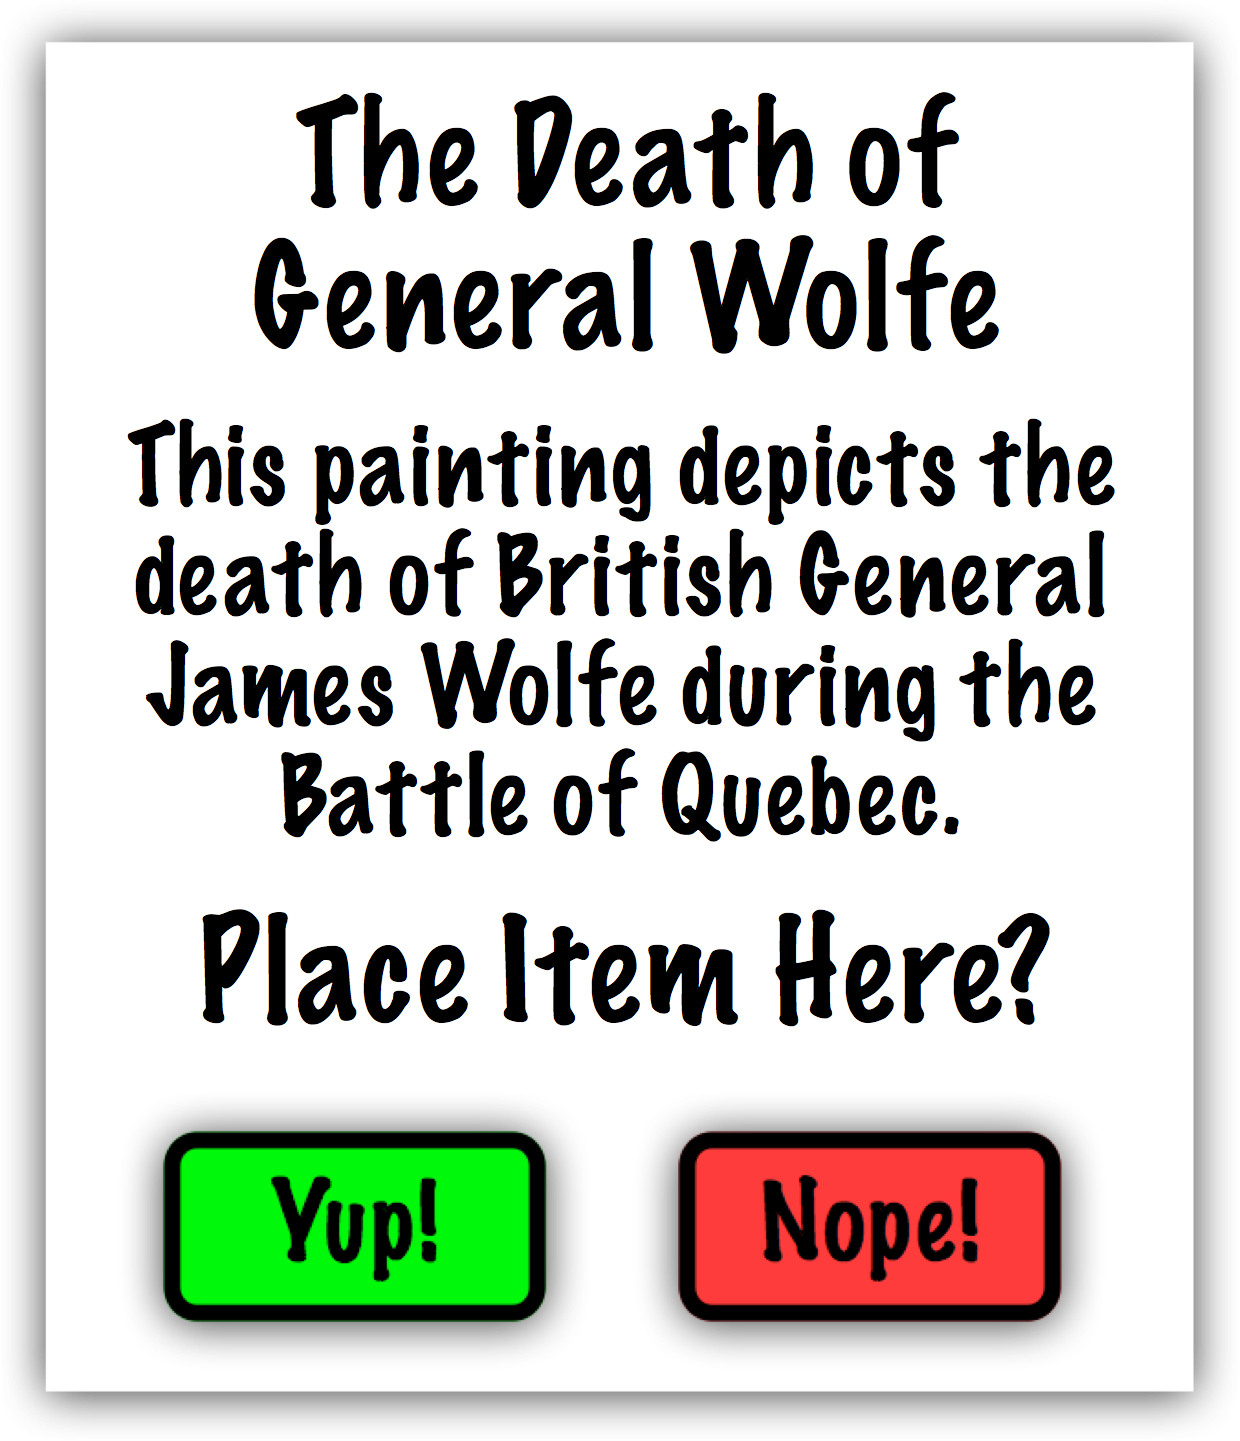 The Death of
General Wolfe
This painting depicts the
death of British General
James Wolfe during the
Battle of Quebec.
Place Item Here?
Yup!
Nope!